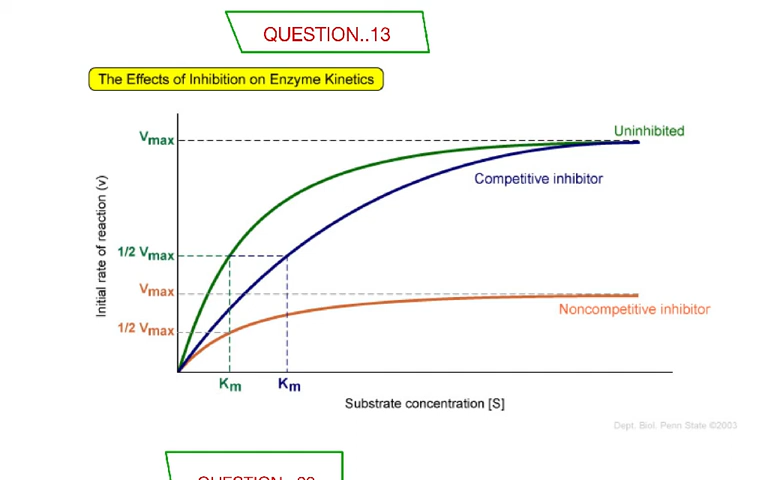 QUESTION..13
The Effects of Inhibition on Enzyme Kinetics
Vmax
Uninhibited
Competitive inhibitor
1/2 Vmax
Vmax
Noncompetitive inhibitor
1/2 Vmax
Initial rate of reaction (v)
Km
Km
Substrate concentration [S]
Dept. Biol. Penn State ©2003